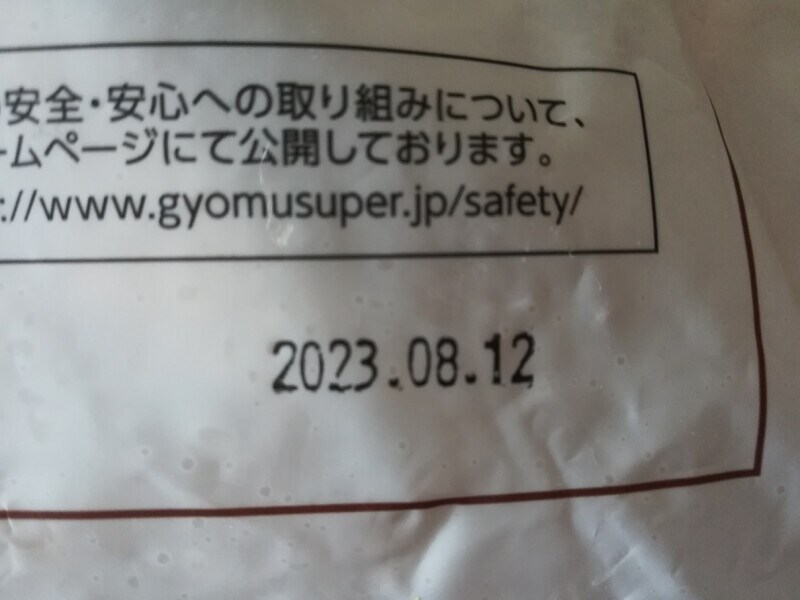 安全・安心への取り組みについて、
ームページにて公開しております。
://www.gyomusuper.jp/safety/
2023.08.12